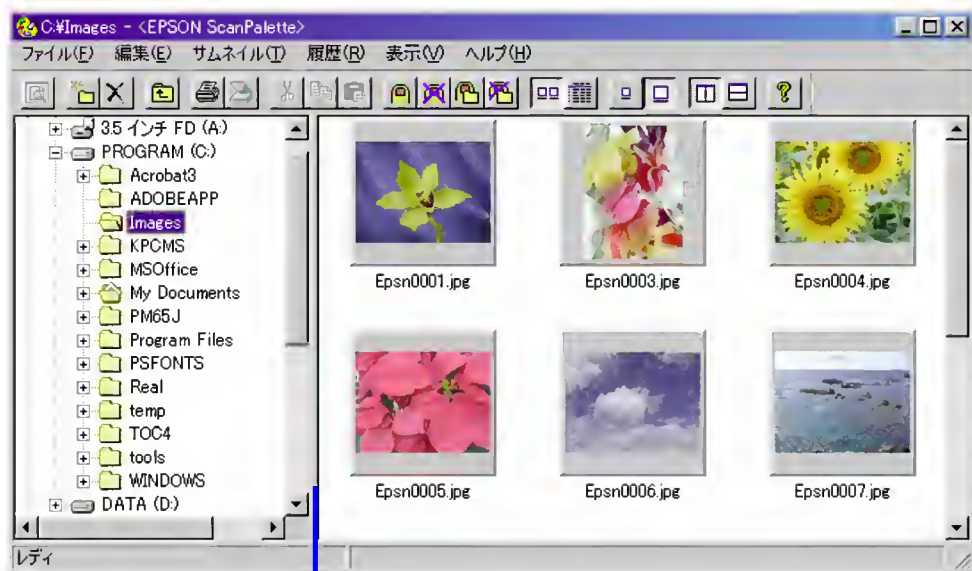 C:¥Images - <EPSON ScanPalette>
ファイル(F) 編集(E) サムネイル(T) 履歴(R) 表示(V) ヘルプ(H)
3.5 インチ FD (A:)
PROGRAM (C:)
Acrobat3
ADOBEAPP
Images
KPCMS
MSOffice
My Documents
PM65J
Program Files
PSFONTS
Real
temp
TOC4
tools
WINDOWS
DATA (D:)
Epsn0001.jpg
Epsn0003.jpg
Epsn0004.jpg
Epsn0005.jpg
Epsn0006.jpg
Epsn0007.jpg
レディ